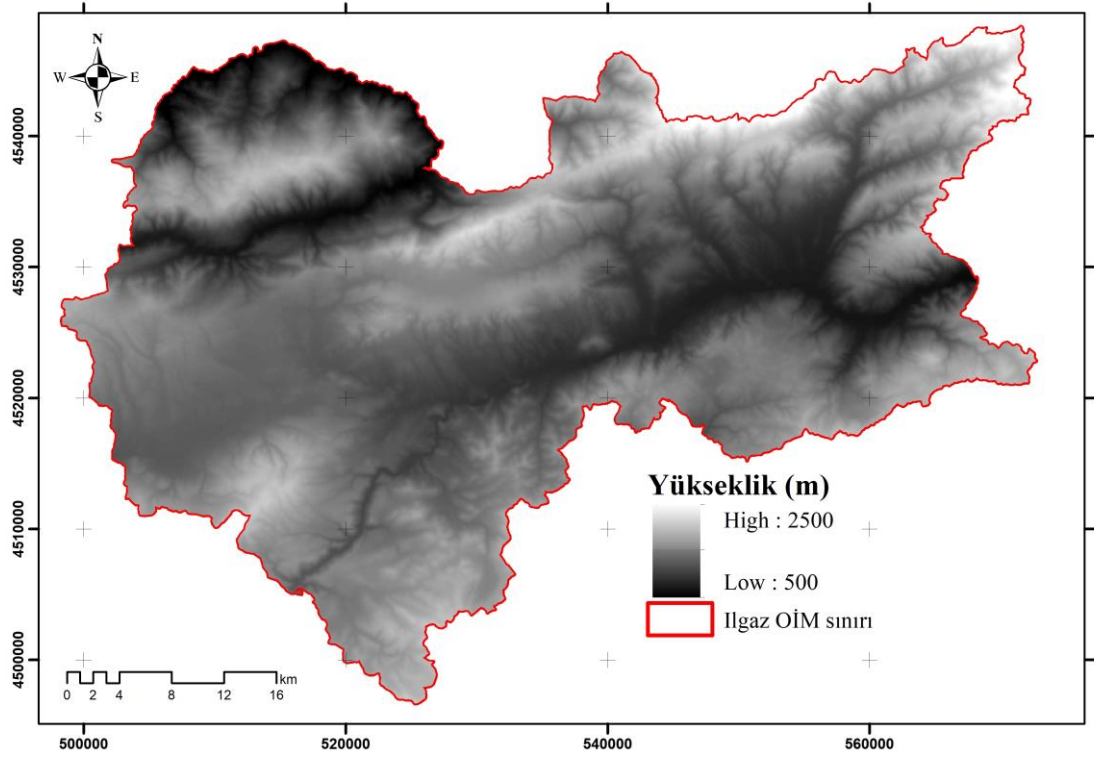 N
W E
S
4540000
4530000
4520000
4510000
4500000
Yükseklik (m)
High : 2500
Low : 500
Ilgaz OİM sınırı
km
0 2 4 8 12 16
500000 520000 540000 560000